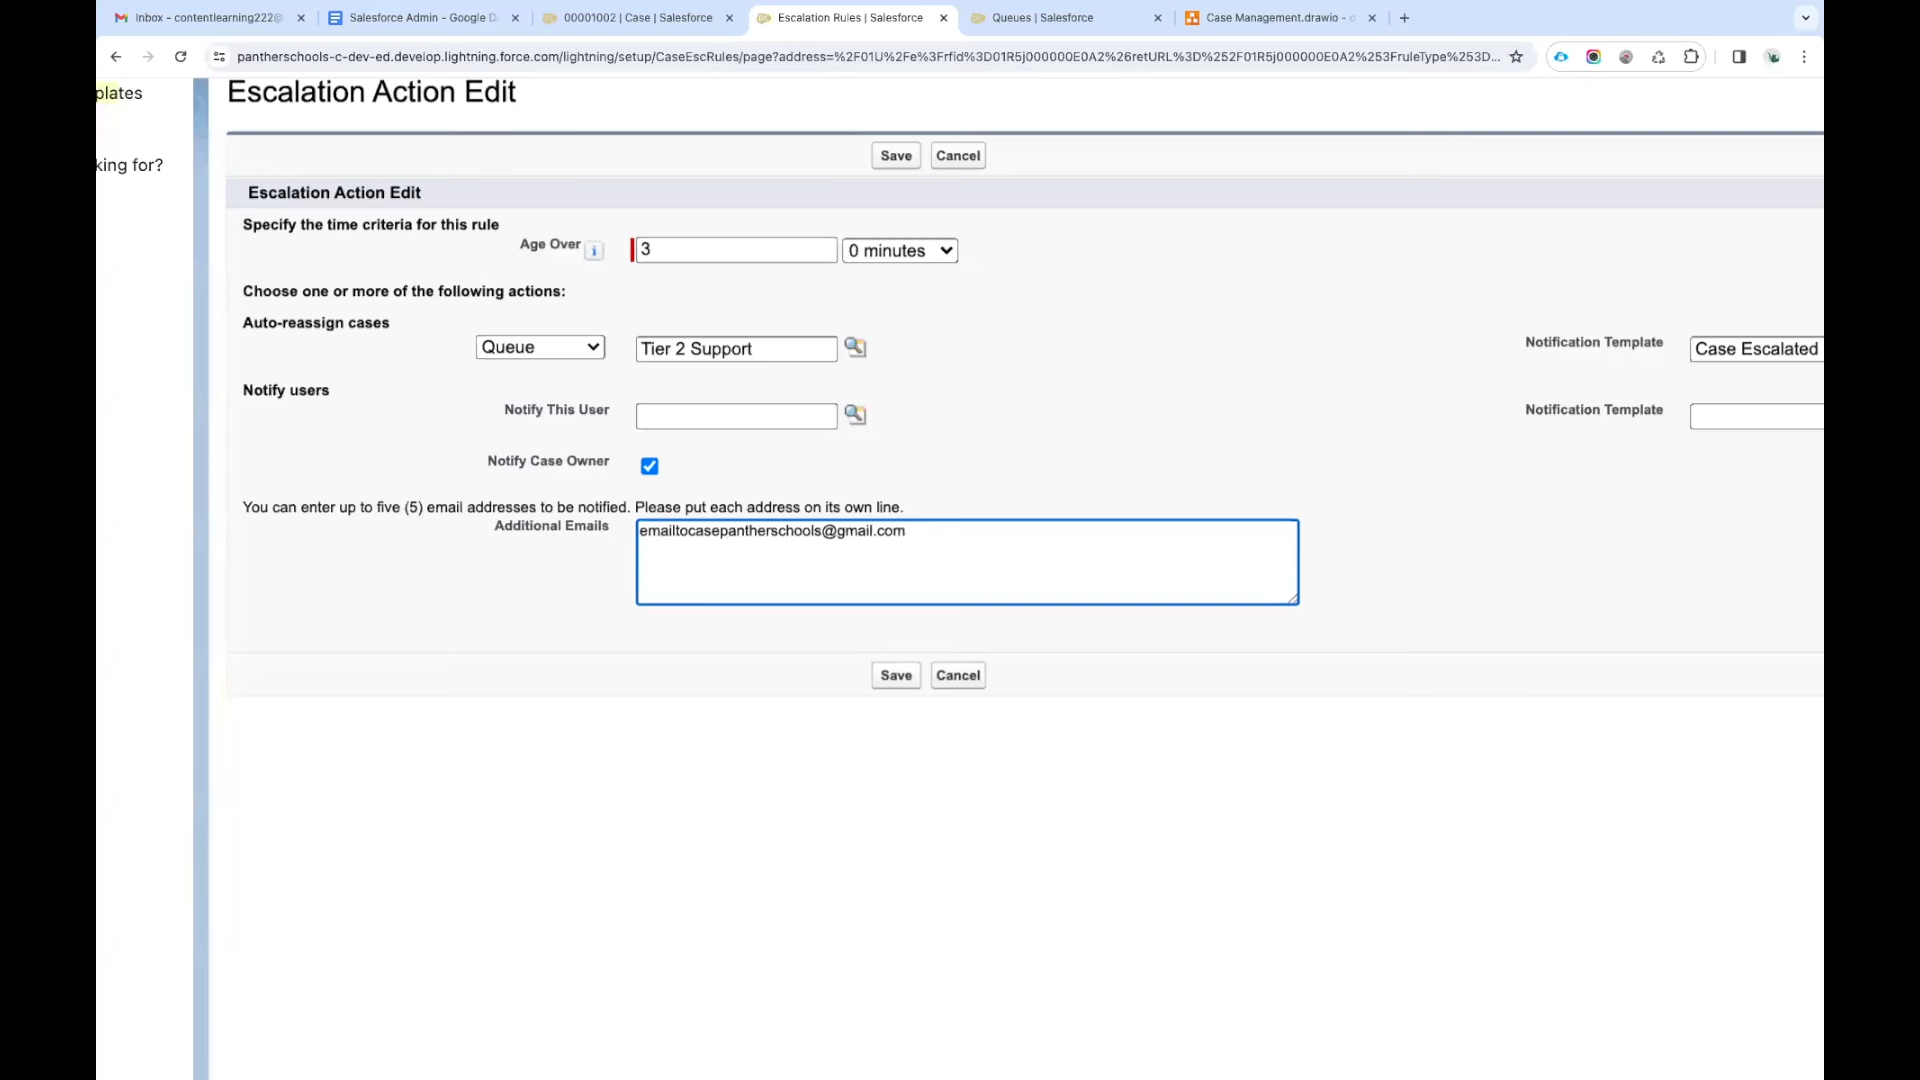 Inbox – contentlearning222@
Salesforce Admin - Google D
00001002 | Case | Salesforce
Escalation Rules | Salesforce
Queues | Salesforce
Case Management.drawio - d
pantherschools-c-dev-ed.develop.lightning.force.com/lightning/setup/CaseEscRules/page?address=%2F01U%2Fe%3Frfid%3D01R5j000000E0A2%26retURL%3D%252F01R5j000000E0A2%253FruleType%253D...
plates
king for?
Escalation Action Edit
Save Cancel
Escalation Action Edit
Specify the time criteria for this rule
Age Over 3 0 minutes
Choose one or more of the following actions:
Auto-reassign cases
Queue Tier 2 Support Notification Template Case Escalated
Notify users
Notify This User Notification Template
Notify Case Owner
You can enter up to five (5) email addresses to be notified. Please put each address on its own line.
Additional Emails emailtocasepantherschools@gmail.com
Save Cancel